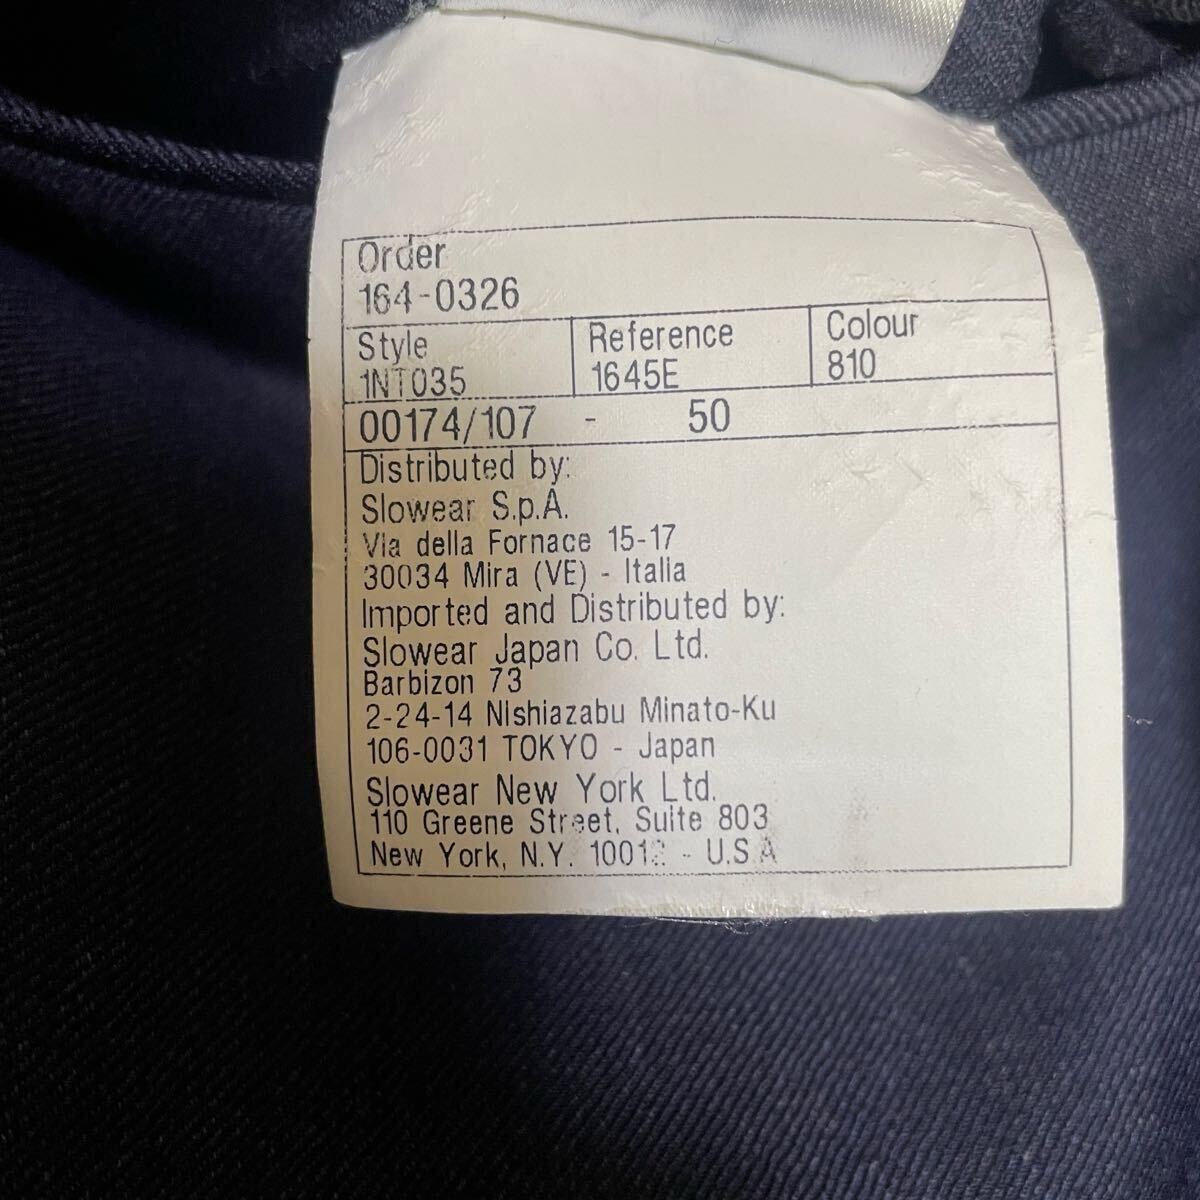 Order
164-0326
Style Reference Colour
1NT035 1645E 810
00174/107 - 50
Distributed by:
Slowear S.p.A.
Via della Fornace 15-17
30034 Mira (VE) - Italia
Imported and Distributed by:
Slowear Japan Co. Ltd.
Barbizon 73
2-24-14 Nishiazabu Minato-Ku
106-0031 TOKYO - Japan
Slowear New York Ltd.
110 Greene Street, Suite 803
New York, N.Y. 10012 - U.S.A